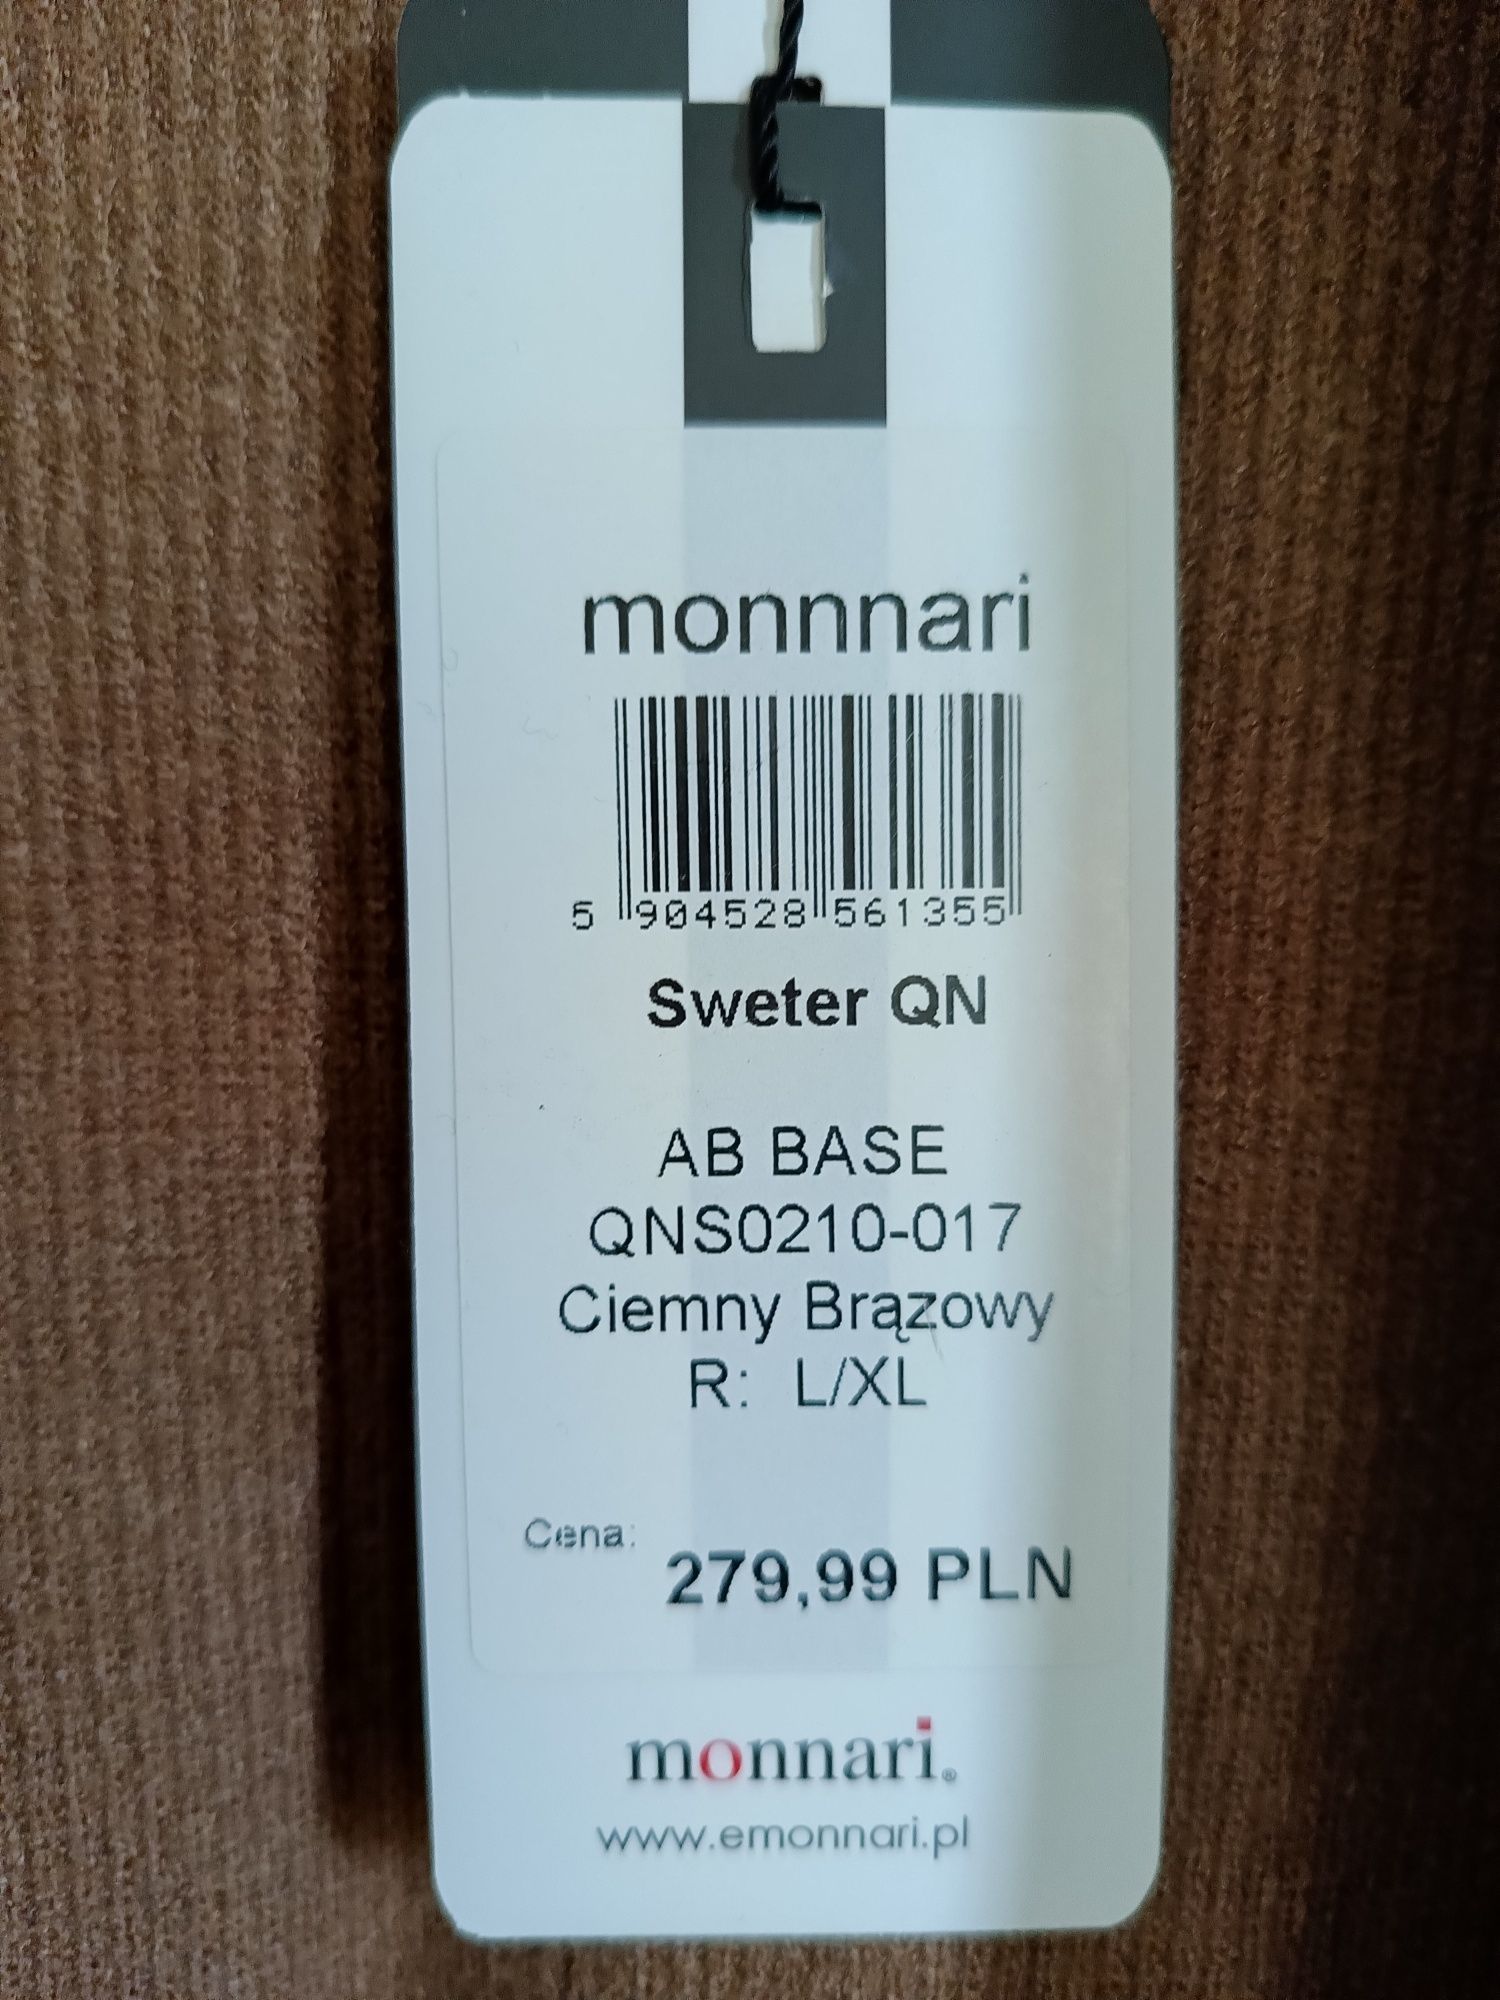 monnnari
5 904528 561355
Sweter QN
AB BASE
QNS0210-017
Ciemny Brązowy
R: L/XL
Cena:
279,99 PLN
monnari®
www.emonnari.pl